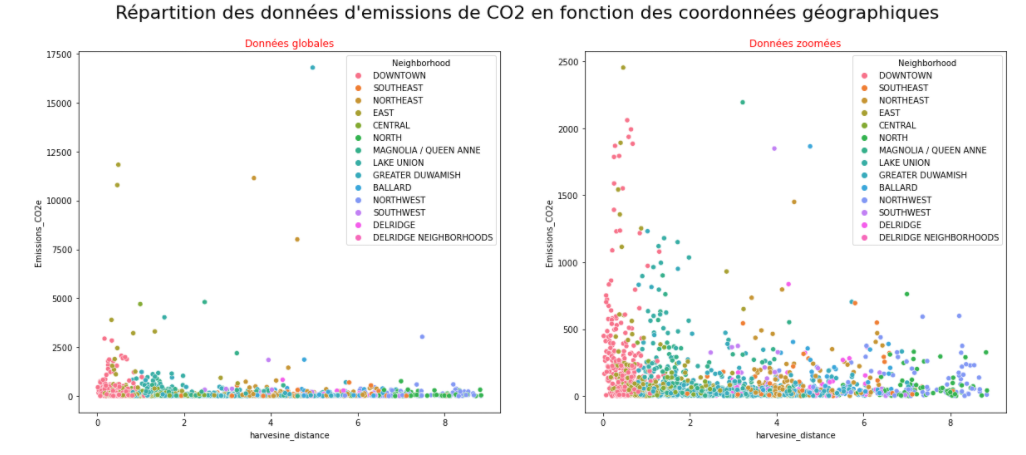 Répartition des données d'emissions de CO2 en fonction des coordonnées géographiques
Données globales
17500
15000
12500
10000
7500
5000
2500
0
Emissions_CO2e
0 2 4 6 8
harvesine_distance
Neighborhood
DOWNTOWN
SOUTHEAST
NORTHEAST
EAST
CENTRAL
NORTH
MAGNOLIA / QUEEN ANNE
LAKE UNION
GREATER DUWAMISH
BALLARD
NORTHWEST
SOUTHWEST
DELRIDGE
DELRIDGE NEIGHBORHOODS
Données zoomées
2500
2000
1500
1000
500
0
Emissions_CO2e
0 2 4 6 8
harvesine_distance
Neighborhood
DOWNTOWN
SOUTHEAST
NORTHEAST
EAST
CENTRAL
NORTH
MAGNOLIA / QUEEN ANNE
LAKE UNION
GREATER DUWAMISH
BALLARD
NORTHWEST
SOUTHWEST
DELRIDGE
DELRIDGE NEIGHBORHOODS